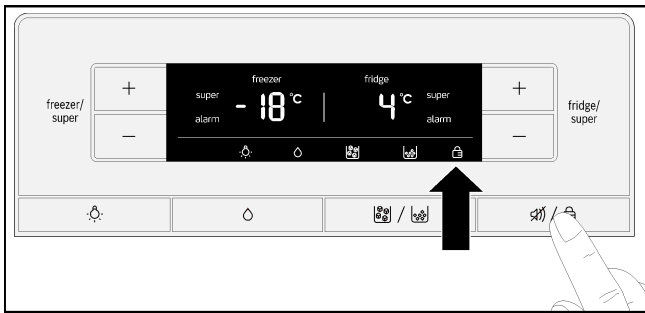 freezer
fridge
super
- 18 °C
4 °C
super
alarm
alarm
freezer/
super
+
−
+
−
fridge/
super
/
/